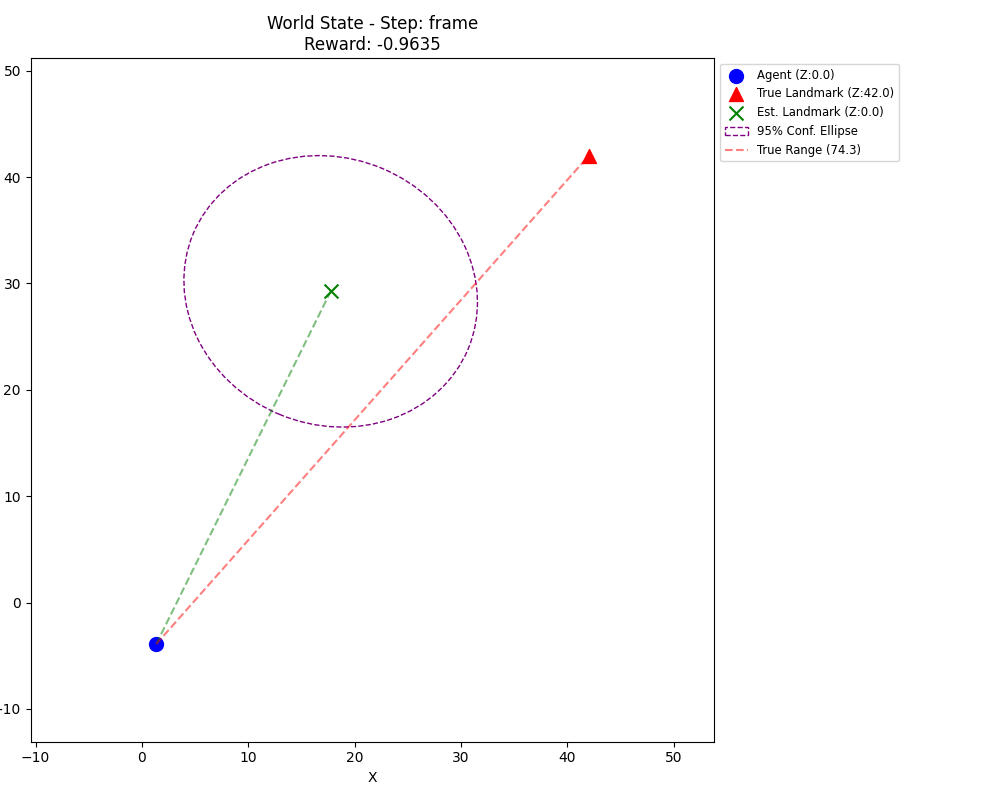 World State - Step: frame
Reward: -0.9635
Agent (Z:0.0)
True Landmark (Z:42.0)
Est. Landmark (Z:0.0)
95% Conf. Ellipse
True Range (74.3)
50
40
30
20
10
0
-10
−10 0 10 20 30 40 50
X